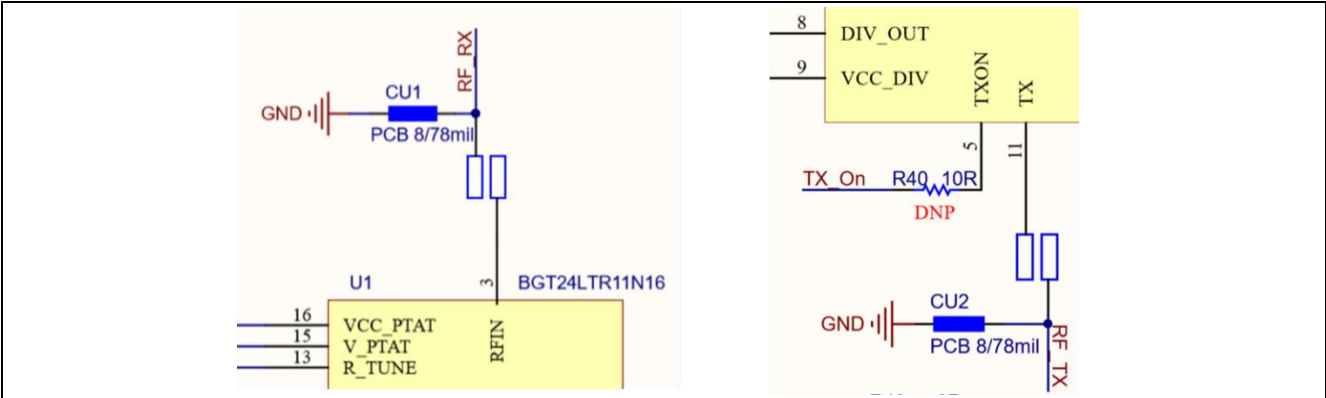 RF_RX
CU1
GND
PCB 8/78mil
U1
3
BGT24LTR11N16
16
VCC_PTAT
15
V_PTAT
13
R_TUNE
RFIN
8
DIV_OUT
9
VCC_DIV
TXON
TX
5
11
TX_On
R40
10R
DNP
CU2
GND
PCB 8/78mil
RF_TX